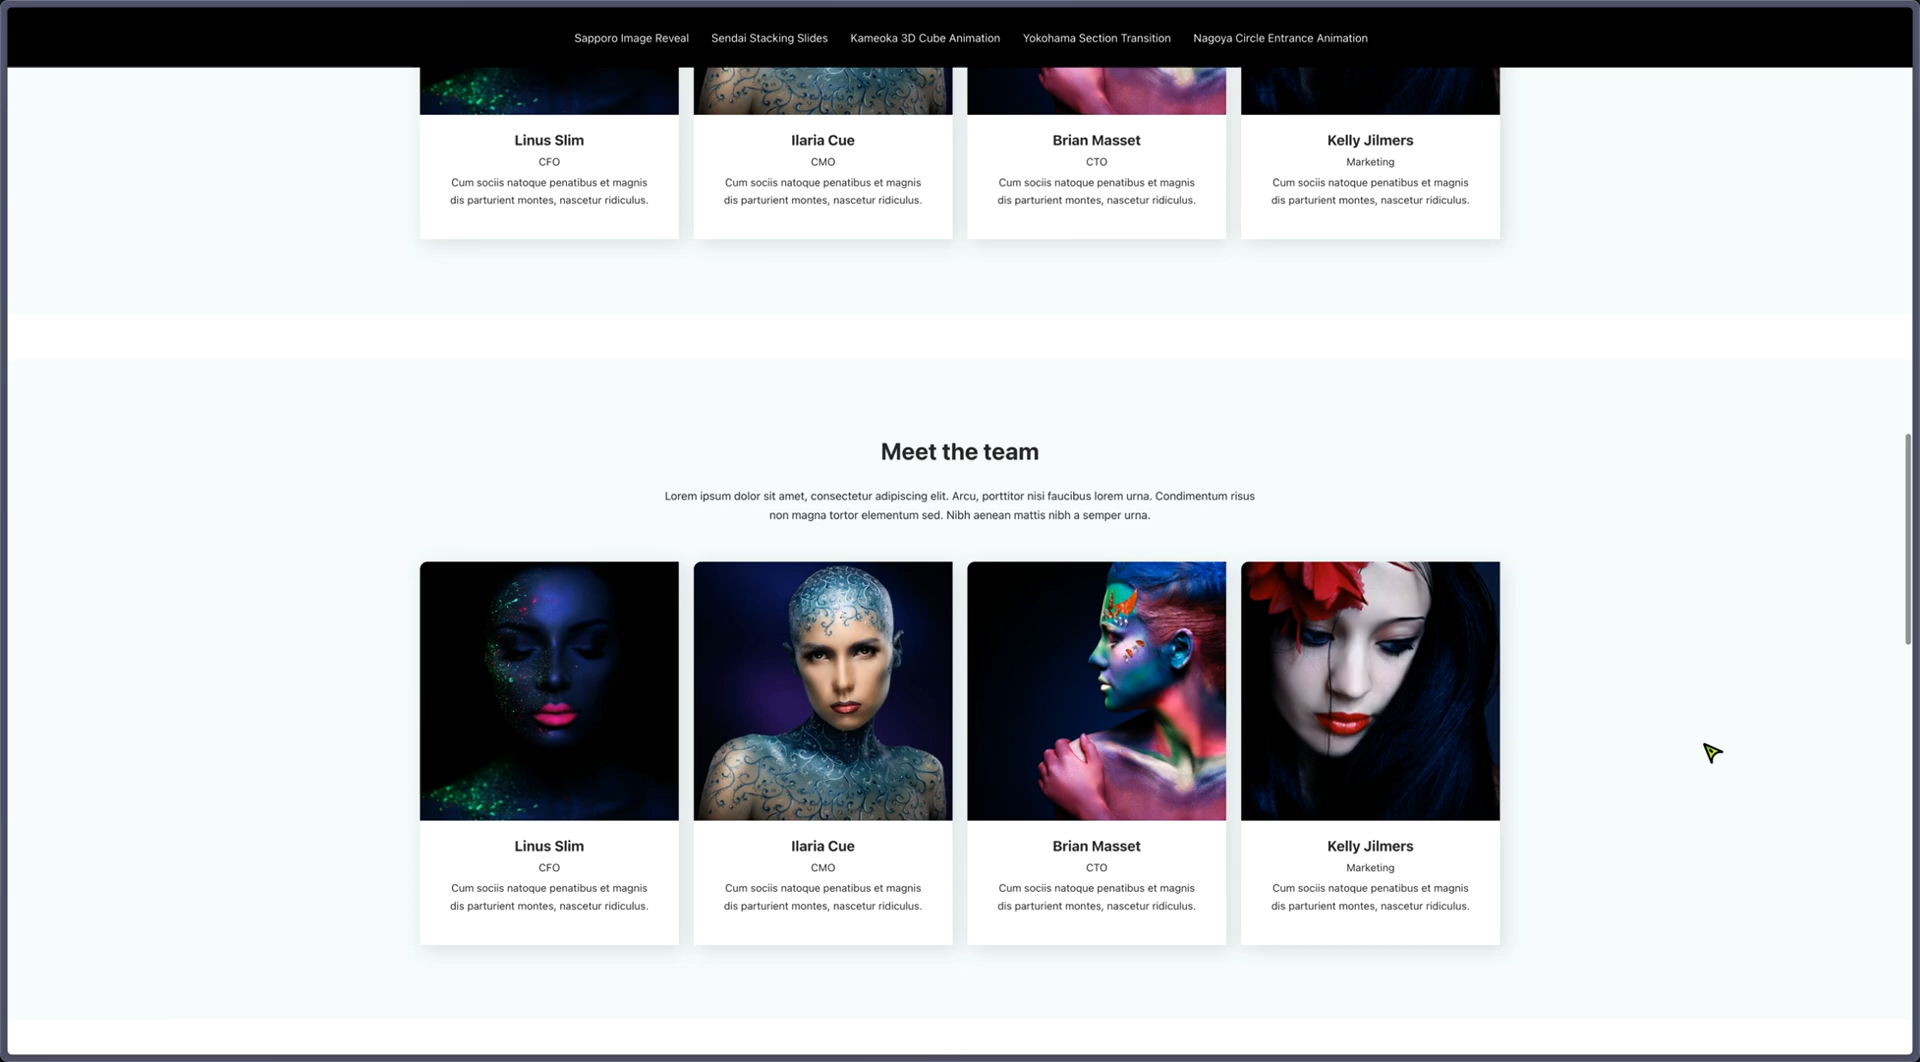 Sapporo Image Reveal Sendai Stacking Slides Kameoka 3D Cube Animation Yokohama Section Transition Nagoya Circle Entrance Animation
Linus Slim
CFO
Cum sociis natoque penatibus et magnis
dis parturient montes, nascetur ridiculus.
Ilaria Cue
CMO
Cum sociis natoque penatibus et magnis
dis parturient montes, nascetur ridiculus.
Brian Masset
CTO
Cum sociis natoque penatibus et magnis
dis parturient montes, nascetur ridiculus.
Kelly Jilmers
Marketing
Cum sociis natoque penatibus et magnis
dis parturient montes, nascetur ridiculus.
Meet the team
Lorem ipsum dolor sit amet, consectetur adipiscing elit. Arcu, porttitor nisi faucibus lorem urna. Condimentum risus
non magna tortor elementum sed. Nibh aenean mattis nibh a semper urna.
Linus Slim
CFO
Cum sociis natoque penatibus et magnis
dis parturient montes, nascetur ridiculus.
Ilaria Cue
CMO
Cum sociis natoque penatibus et magnis
dis parturient montes, nascetur ridiculus.
Brian Masset
CTO
Cum sociis natoque penatibus et magnis
dis parturient montes, nascetur ridiculus.
Kelly Jilmers
Marketing
Cum sociis natoque penatibus et magnis
dis parturient montes, nascetur ridiculus.